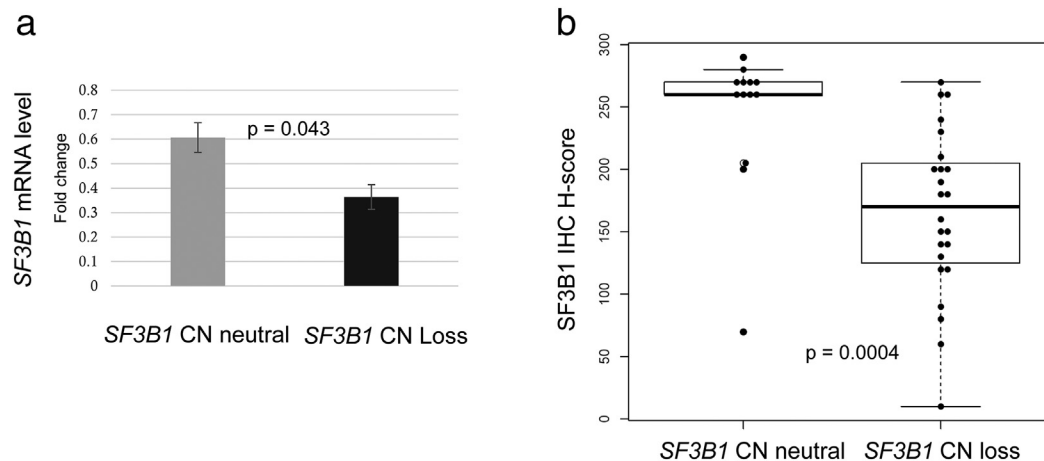 a
SF3B1 mRNA level
Fold change
0.8
0.7
0.6
0.5
0.4
0.3
0.2
0.1
0
p = 0.043
SF3B1 CN neutral
SF3B1 CN Loss
b
SF3B1 IHC H-score
300
250
200
150
100
50
0
p = 0.0004
SF3B1 CN neutral
SF3B1 CN loss